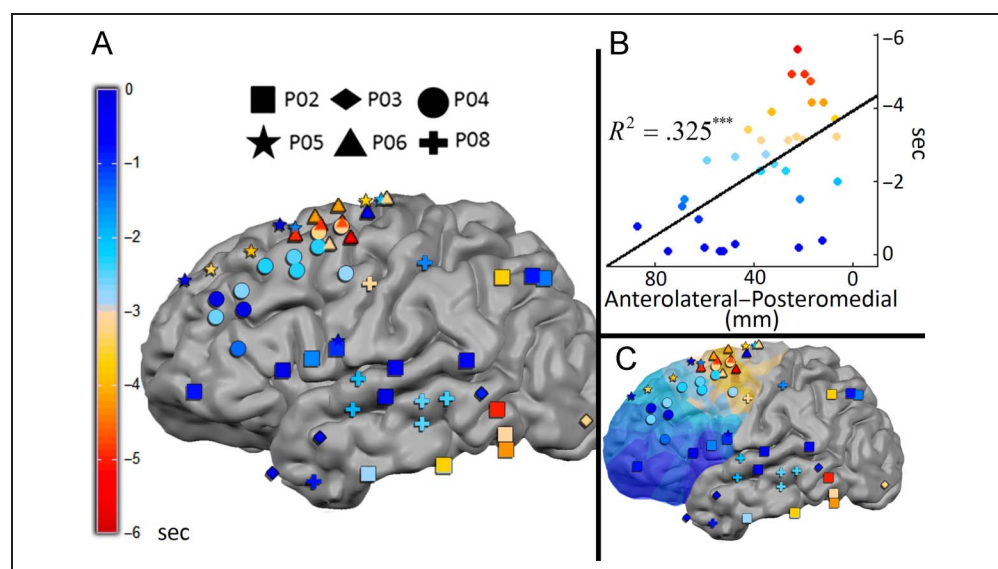 A
P02 P03 P04
P05 P06 P08
0
−1
−2
−3
−4
−5
−6
sec
B
−6
−4
−2
0
sec
R² = .325***
80 40 0
Anterolateral–Posteromedial
(mm)
C